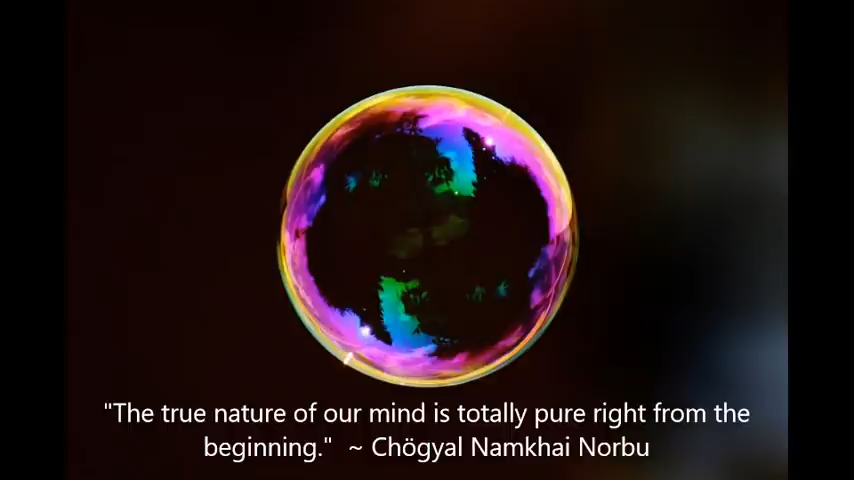 "The true nature of our mind is totally pure right from the
beginning."  ~ Chögyal Namkhai Norbu